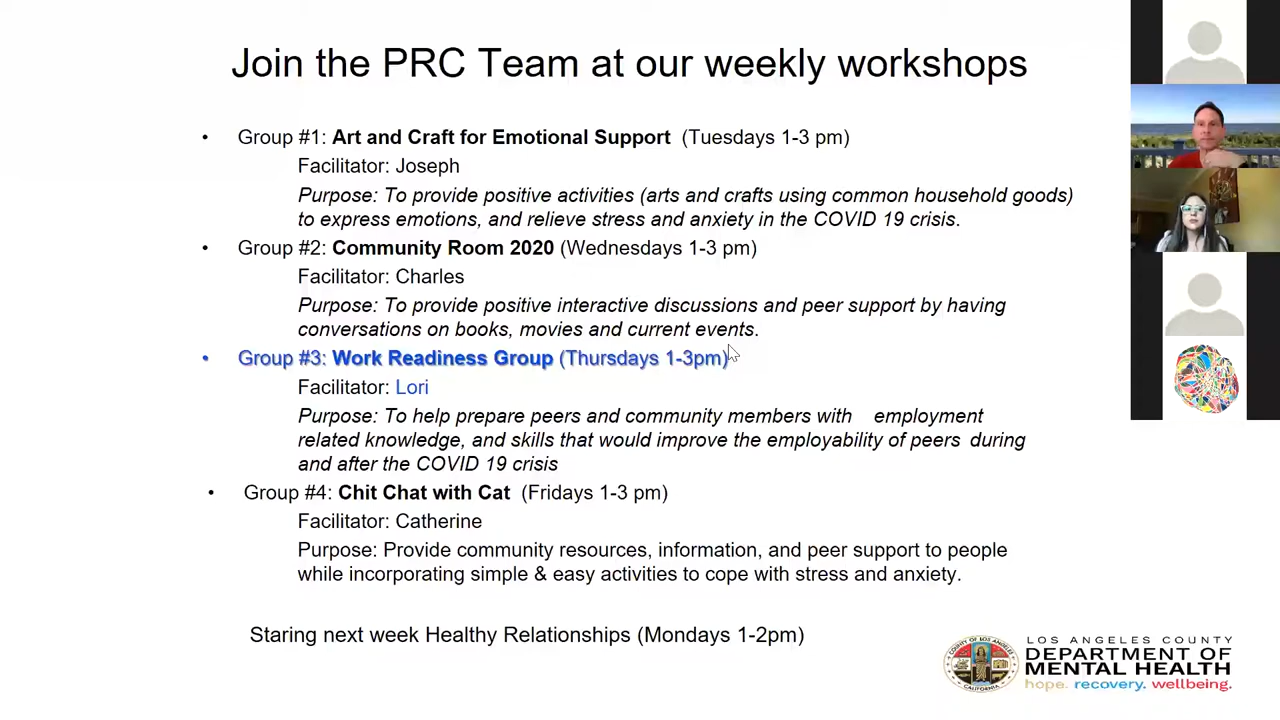 Join the PRC Team at our weekly workshops
• Group #1: Art and Craft for Emotional Support (Tuesdays 1-3 pm)
Facilitator: Joseph
Purpose: To provide positive activities (arts and crafts using common household goods)
to express emotions, and relieve stress and anxiety in the COVID 19 crisis.
• Group #2: Community Room 2020 (Wednesdays 1-3 pm)
Facilitator: Charles
Purpose: To provide positive interactive discussions and peer support by having
conversations on books, movies and current events.
• Group #3: Work Readiness Group (Thursdays 1-3pm)
Facilitator: Lori
Purpose: To help prepare peers and community members with employment
related knowledge, and skills that would improve the employability of peers during
and after the COVID 19 crisis
• Group #4: Chit Chat with Cat (Fridays 1-3 pm)
Facilitator: Catherine
Purpose: Provide community resources, information, and peer support to people
while incorporating simple & easy activities to cope with stress and anxiety.
Staring next week Healthy Relationships (Mondays 1-2pm)
LOS ANGELES COUNTY
DEPARTMENT OF
MENTAL HEALTH
hope. recovery. wellbeing.